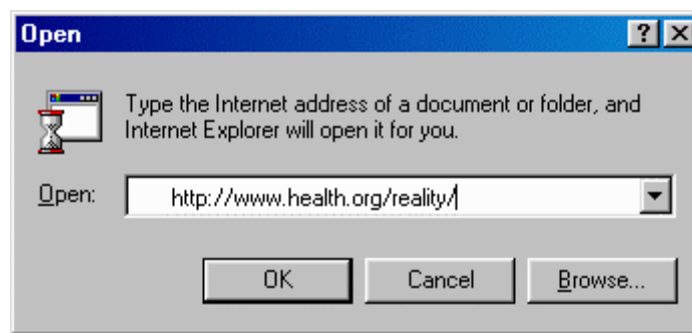 Open
Type the Internet address of a document or folder, and
Internet Explorer will open it for you.
Open: http://www.health.org/reality/
OK Cancel Browse...